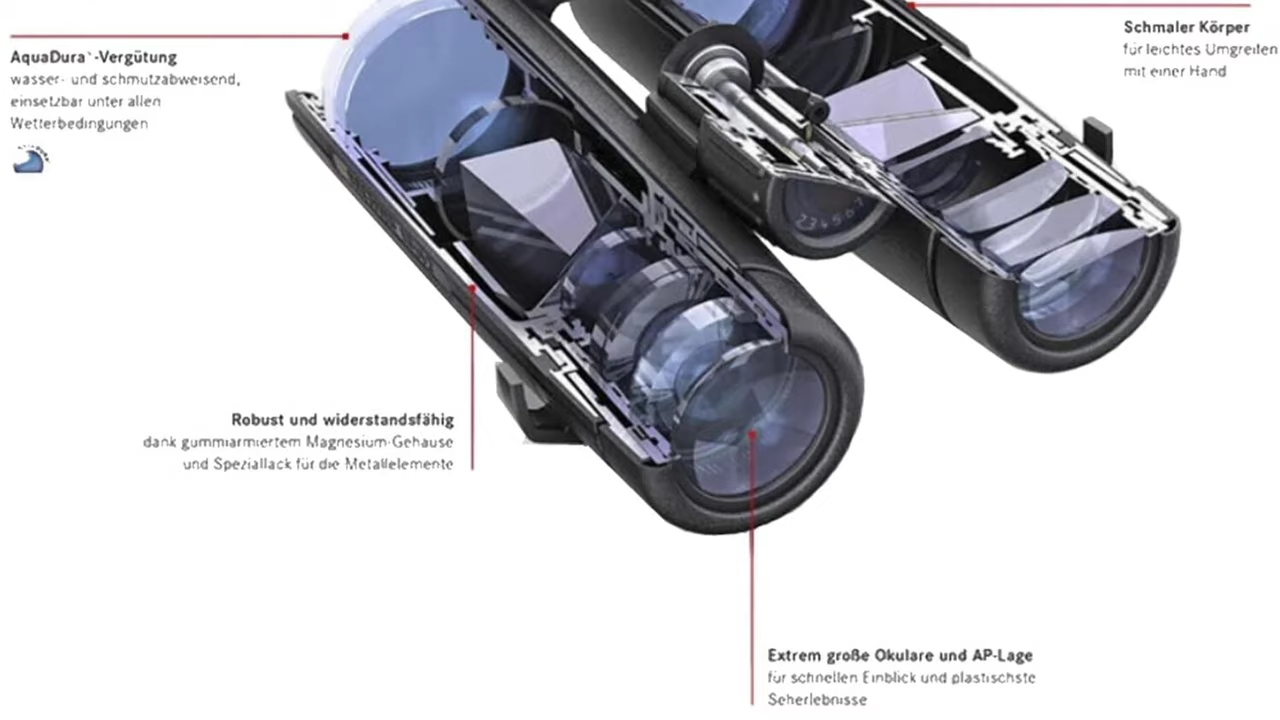 AquaDura™-Vergütung
wasser- und schmutzabweisend,
einsetzbar unter allen
Wetterbedingungen
Schmaler Körper
für leichtes Umgreifen
mit einer Hand
234567
Robust und widerstandsfähig
dank gummiarmiertem Magnesium-Gehäuse
und Speziallack für die Metallelemente
Extrem große Okulare und AP-Lage
für schnellen Einblick und plastischste
Seherlebnisse